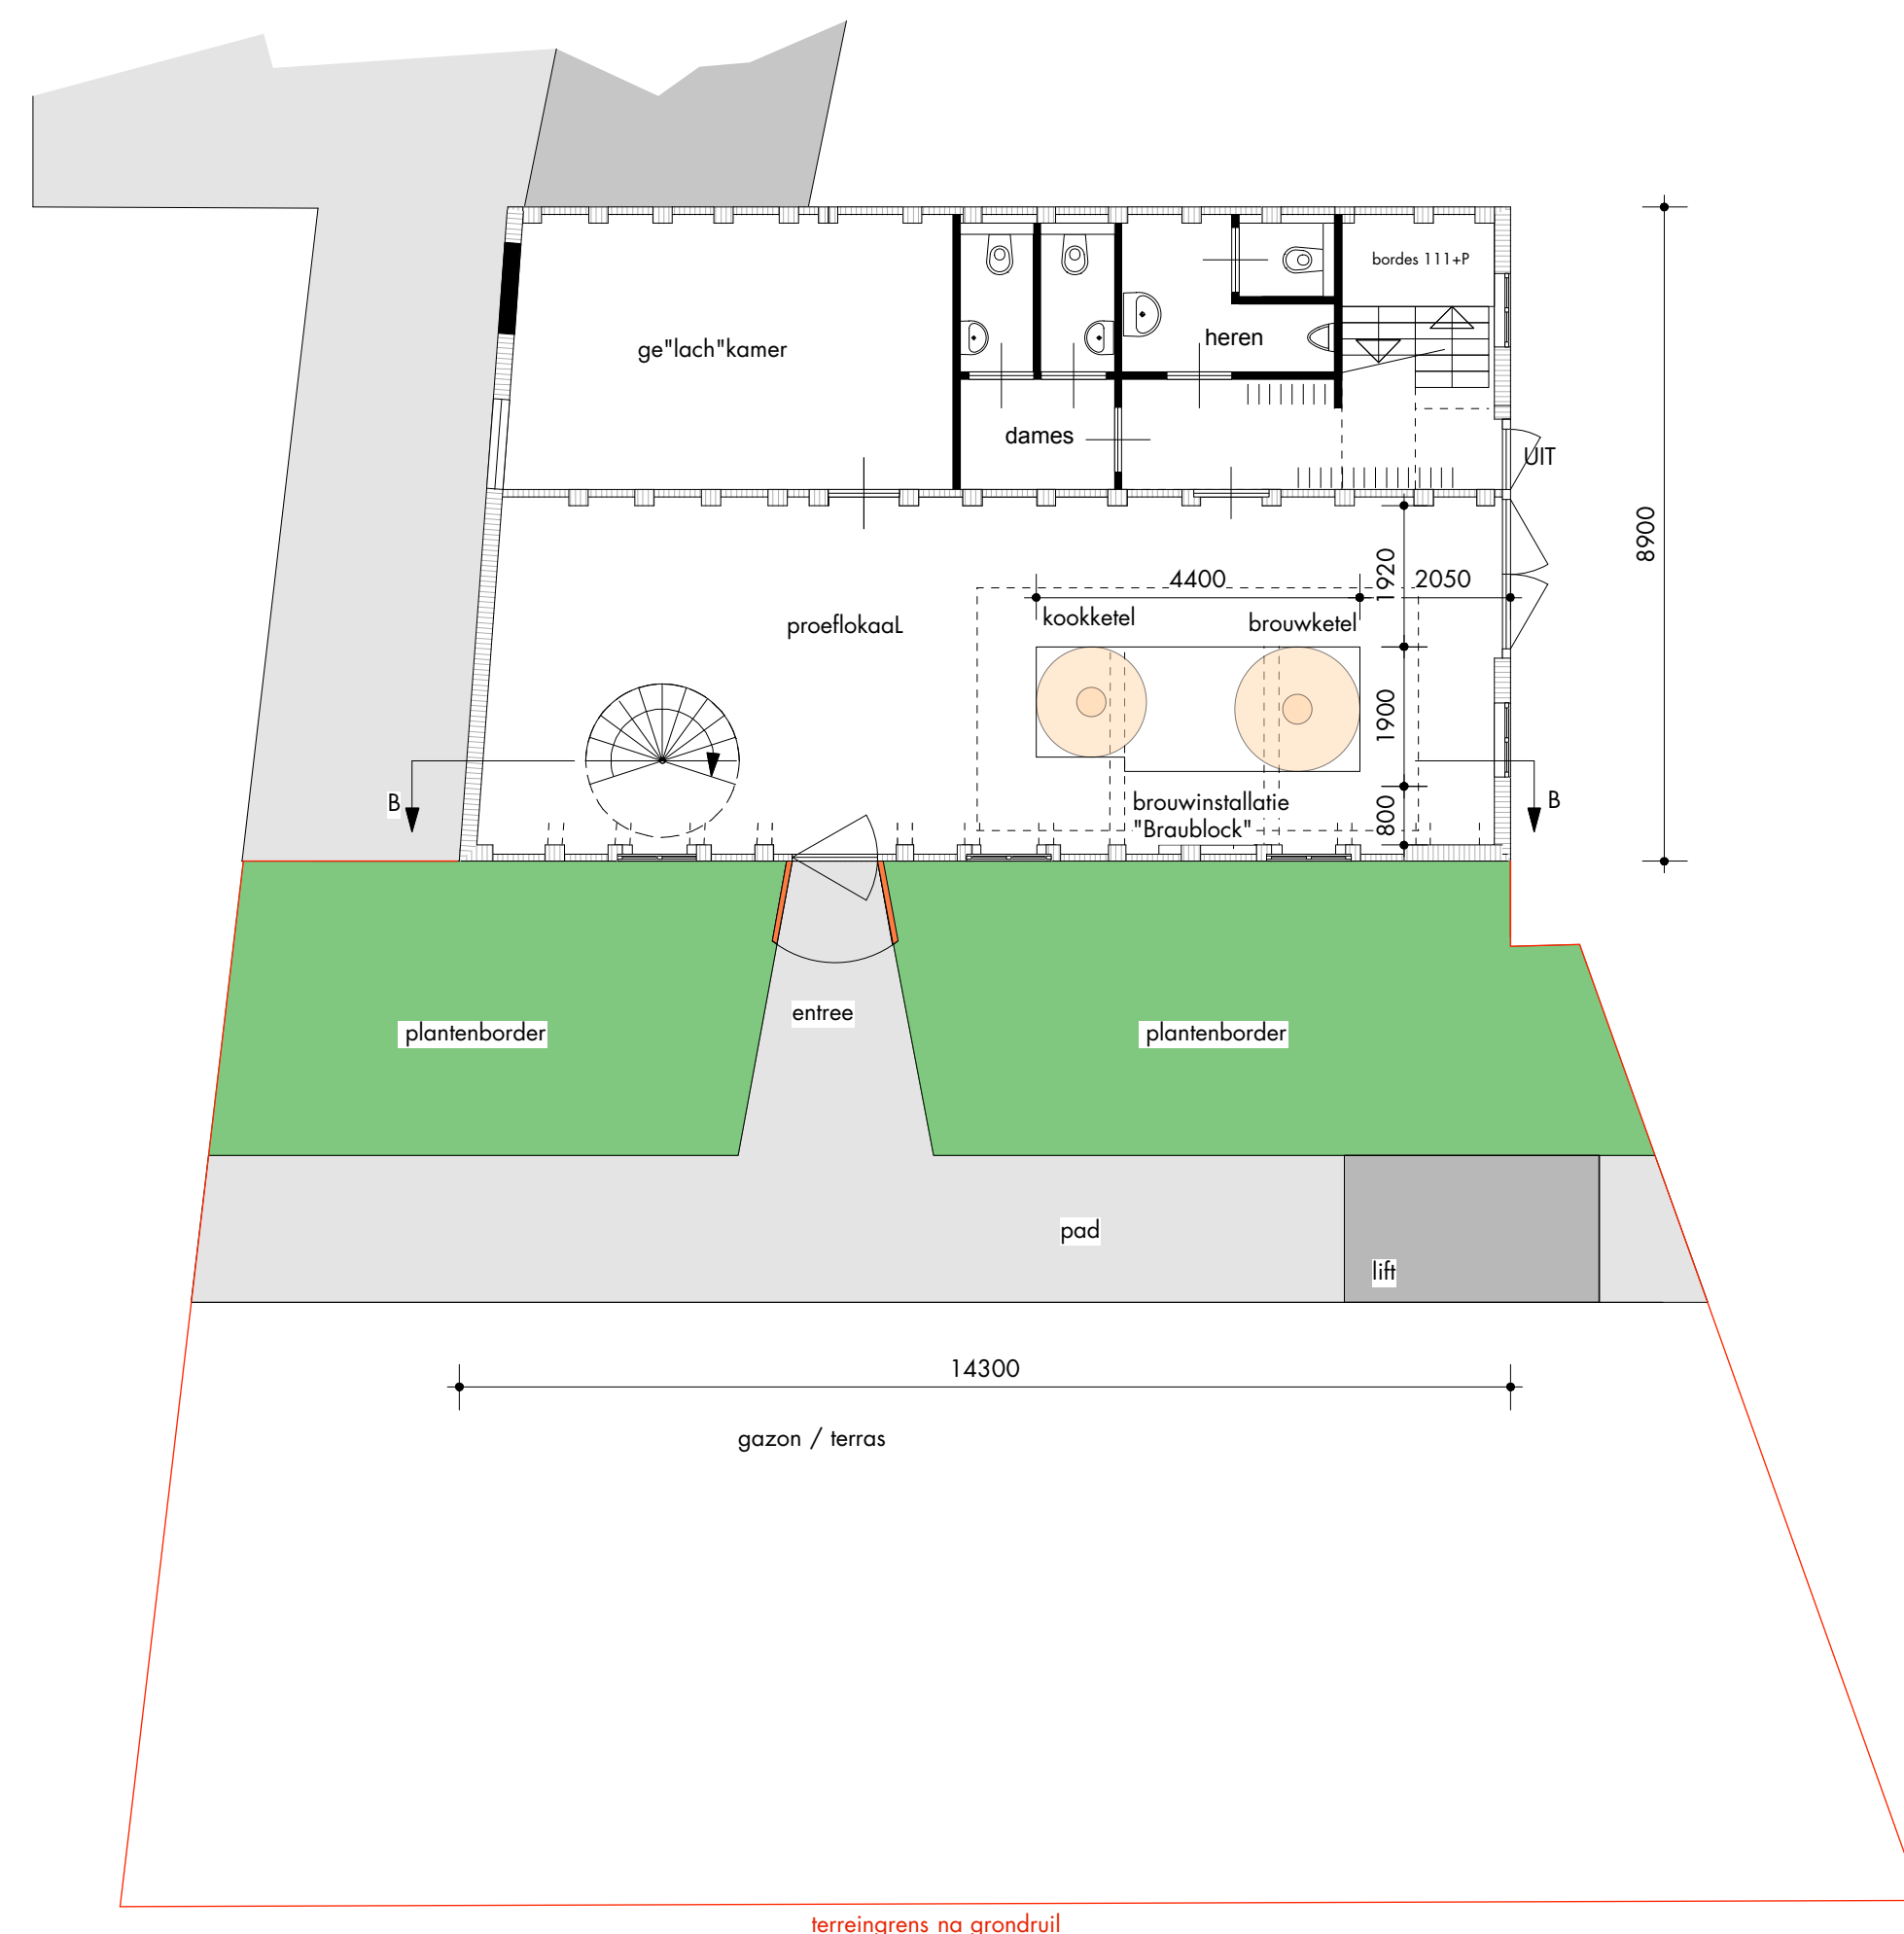 bordes 111+P
heren
ge"lach"kamer
dames
UIT
8900
1920
4400
2050
kookketel
brouwketel
proeflokaaL
1900
B
brouwinstallatie
"Braublock"
800
B
entree
plantenborder
plantenborder
pad
lift
14300
gazon / terras
terreingrens na grondruil